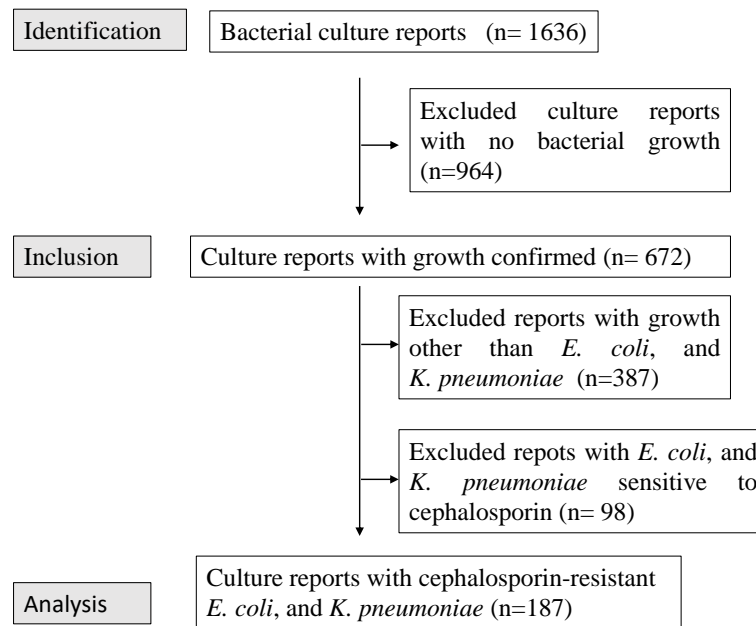 Identification
Bacterial culture reports (n= 1636)
Excluded culture reports
with no bacterial growth
(n=964)
Inclusion
Culture reports with growth confirmed (n= 672)
Excluded reports with growth
other than E. coli, and
K. pneumoniae (n=387)
Excluded repots with E. coli, and
K. pneumoniae sensitive to
cephalosporin (n= 98)
Analysis
Culture reports with cephalosporin-resistant
E. coli, and K. pneumoniae (n=187)